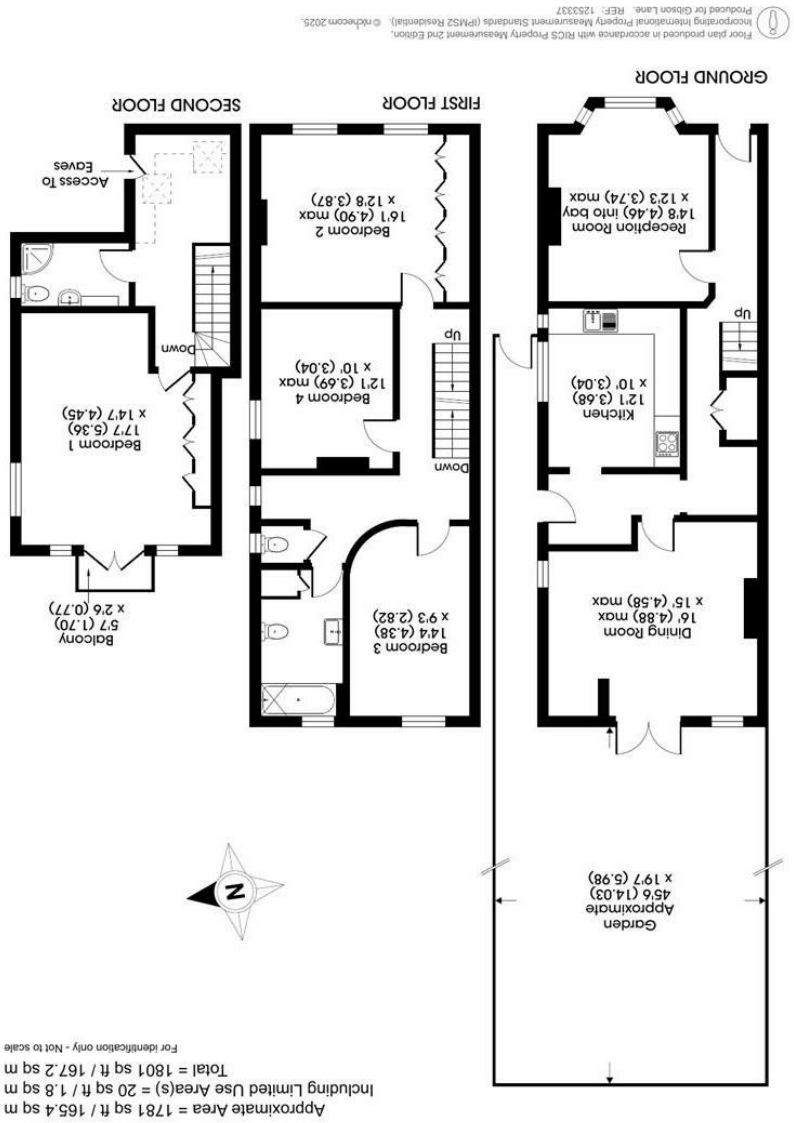 Approximate Area = 1781 sq ft / 165.4 sq m
Including Limited Use Area(s) = 20 sq ft / 1.8 sq m
Total = 1801 sq ft / 167.2 sq m
For identification only - Not to scale
Garden
Approximate
45'6 (14.03)
x 19'7 (5.98)
N
Dining Room
16' (4.88) max
x 15' (4.58) max
Kitchen
12'1 (3.68)
x 10' (3.04)
Up
Reception Room
14'8 (4.46) into bay
x 12'3 (3.74) max
GROUND FLOOR
Bedroom 3
14'4 (4.38)
x 9'3 (2.82)
Down
Up
Bedroom 4
12'1 (3.69) max
x 10' (3.04)
Bedroom 2
16'1 (4.90) max
x 12'8 (3.87)
FIRST FLOOR
Balcony
5'7 (1.70)
x 2'6 (0.77)
Bedroom 1
17'7 (5.36)
x 14'7 (4.45)
Down
Access To
Eaves
SECOND FLOOR
Floor plan produced in accordance with RICS Property Measurement 2nd Edition,
Incorporating International Property Measurement Standards (IPMS2 Residential). © nichecom 2025.
Produced for Gibson Lane. REF: 1253337